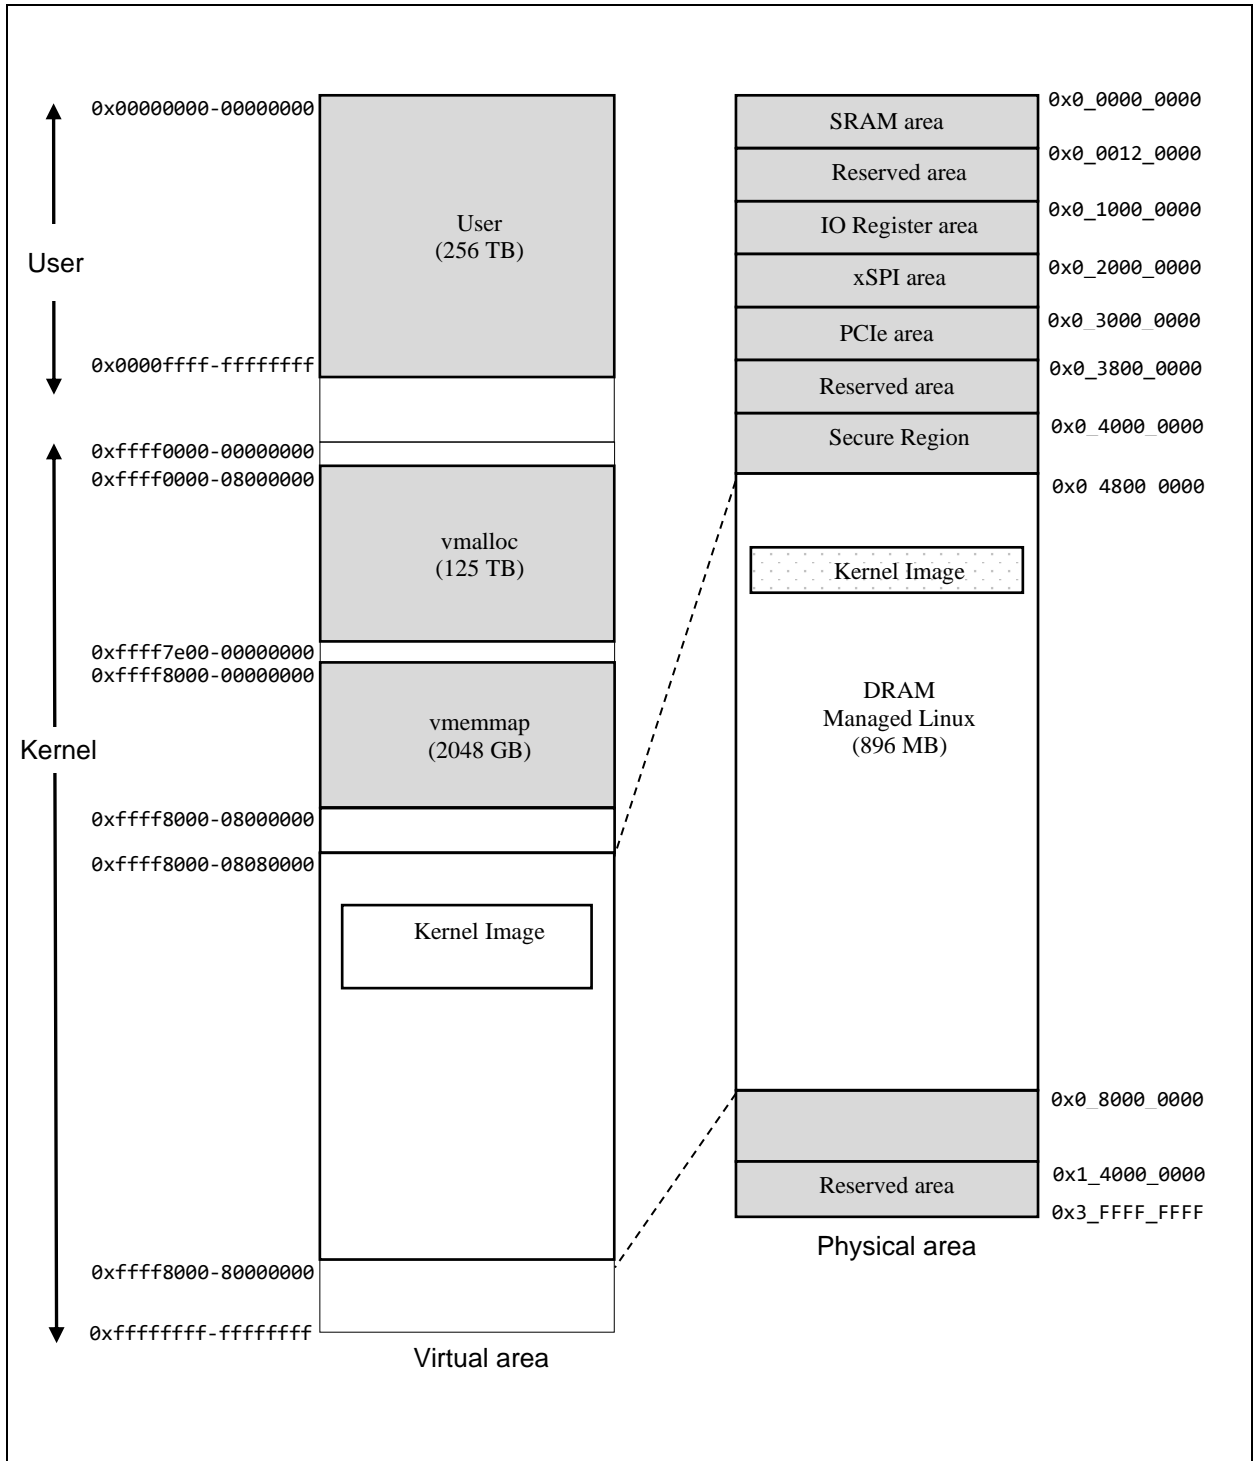 User
Kernel
0x00000000-00000000
0x0000ffff-ffffffff
0xffff0000-00000000
0xffff0000-08000000
0xffff7e00-00000000
0xffff8000-00000000
0xffff8000-08000000
0xffff8000-08080000
0xffff8000-80000000
0xffffffff-ffffffff
User
(256 TB)
vmalloc
(125 TB)
vmemmap
(2048 GB)
Kernel Image
Virtual area
SRAM area
Reserved area
IO Register area
xSPI area
PCIe area
Reserved area
Secure Region
Kernel Image
DRAM
Managed Linux
(896 MB)
Reserved area
Physical area
0x0_0000_0000
0x0_0012_0000
0x0_1000_0000
0x0_2000_0000
0x0_3000_0000
0x0_3800_0000
0x0_4000_0000
0x0 4800 0000
0x0_8000_0000
0x1_4000_0000
0x3_FFFF_FFFF